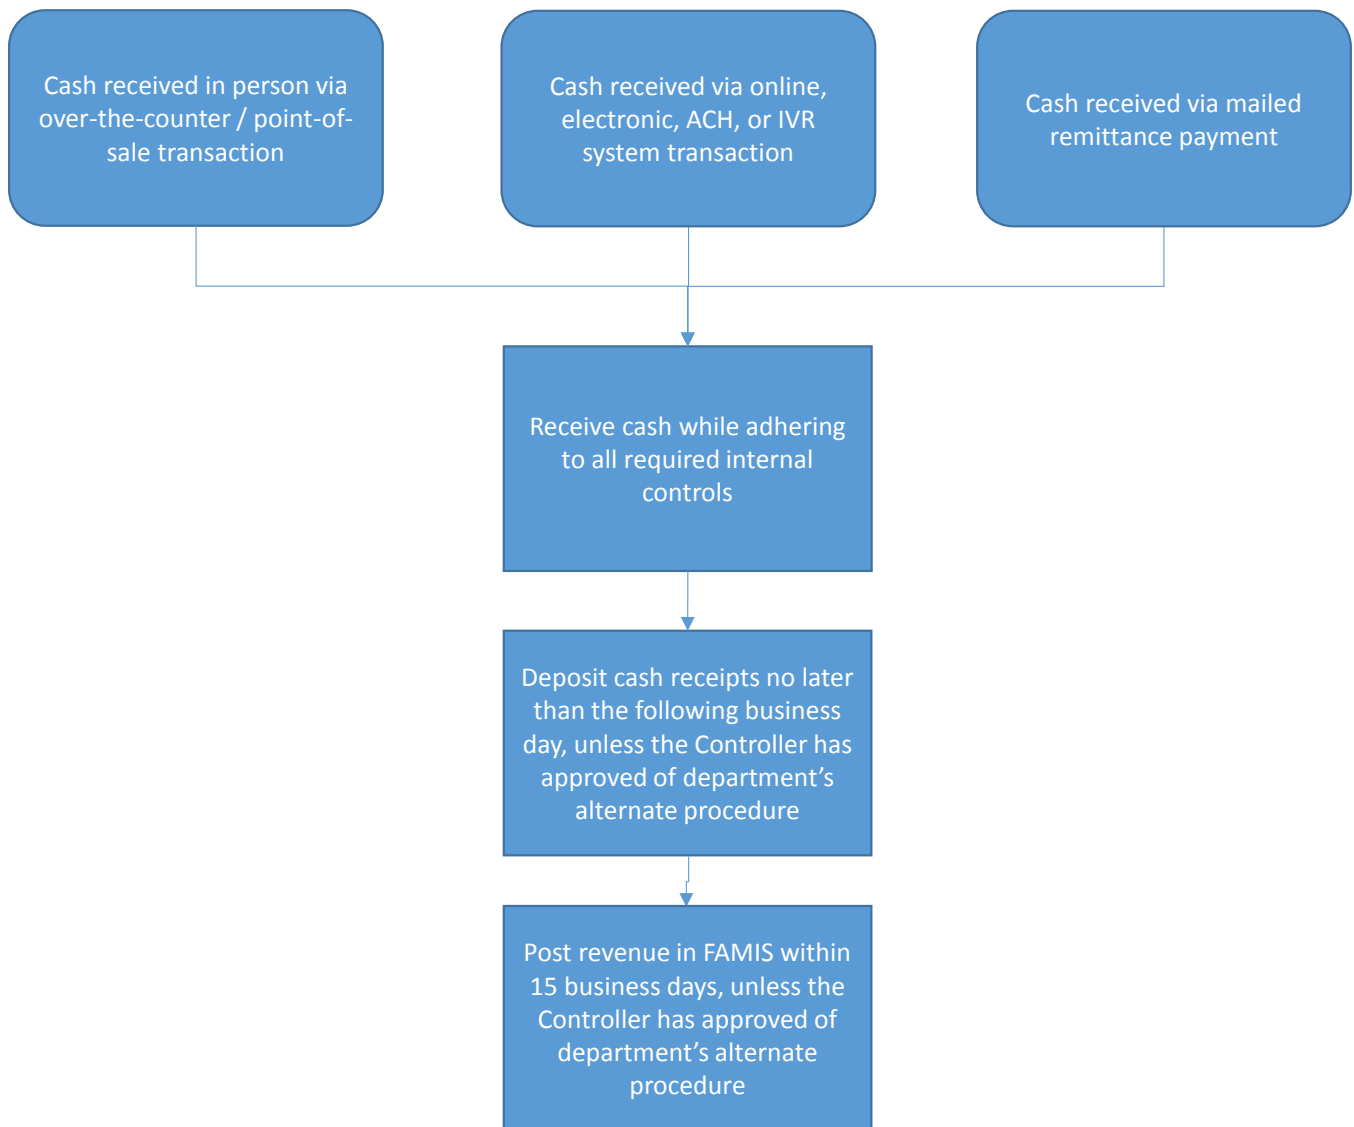 Cash received in person via
over-the-counter / point-of-
sale transaction
Cash received via online,
electronic, ACH, or IVR
system transaction
Cash received via mailed
remittance payment
Receive cash while adhering
to all required internal
controls
Deposit cash receipts no later
than the following business
day, unless the Controller has
approved of department’s
alternate procedure
Post revenue in FAMIS within
15 business days, unless the
Controller has approved of
department’s alternate
procedure